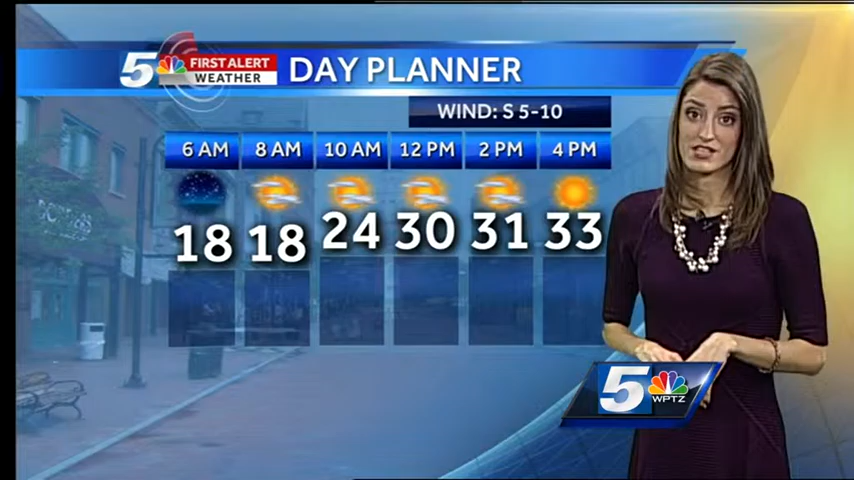 5 FIRST ALERT
WEATHER
DAY PLANNER
WIND: S 5-10
6 AM 8 AM 10 AM 12 PM 2 PM 4 PM
18 18 24 30 31 33
5 WPTZ